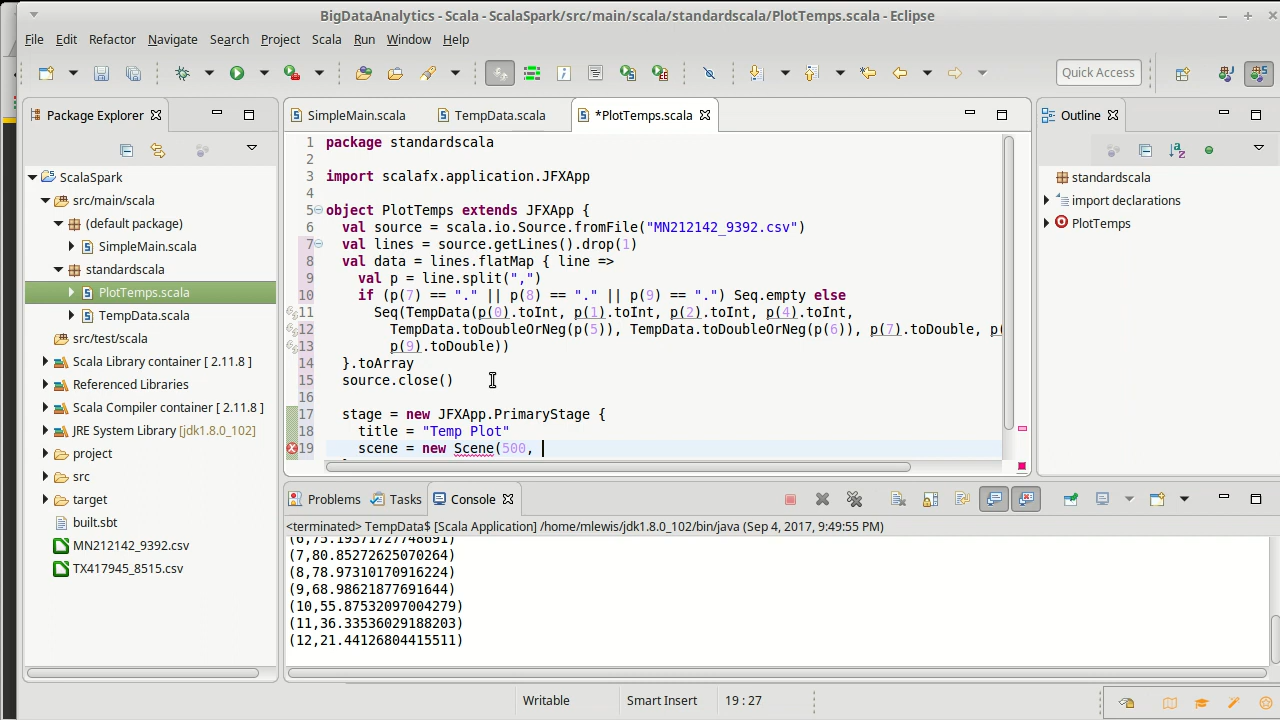 BigDataAnalytics - Scala - ScalaSpark/src/main/scala/standardscala/PlotTemps.scala - Eclipse
File Edit Refactor Navigate Search Project Scala Run Window Help
Quick Access
Package Explorer
ScalaSpark
src/main/scala
(default package)
SimpleMain.scala
standardscala
PlotTemps.scala
TempData.scala
src/test/scala
Scala Library container [ 2.11.8 ]
Referenced Libraries
Scala Compiler container [ 2.11.8 ]
JRE System Library [jdk1.8.0_102]
project
src
target
built.sbt
MN212142_9392.csv
TX417945_8515.csv
SimpleMain.scala TempData.scala *PlotTemps.scala
1 package standardscala
2
3 import scalafx.application.JFXApp
4
5 object PlotTemps extends JFXApp {
6 val source = scala.io.Source.fromFile("MN212142_9392.csv")
7 val lines = source.getLines().drop(1)
8 val data = lines.flatMap { line =>
9 val p = line.split(",")
10 if (p(7) == "." || p(8) == "." || p(9) == ".") Seq.empty else
11 Seq(TempData(p(0).toInt, p(1).toInt, p(2).toInt, p(4).toInt,
12 TempData.toDoubleOrNeg(p(5)), TempData.toDoubleOrNeg(p(6)), p(7).toDouble, p(
13 p(9).toDouble))
14 }.toArray
15 source.close()
16
17 stage = new JFXApp.PrimaryStage {
18 title = "Temp Plot"
19 scene = new Scene(500,
Outline
standardscala
import declarations
PlotTemps
Problems Tasks Console
<terminated> TempData$ [Scala Application] /home/mlewis/jdk1.8.0_102/bin/java (Sep 4, 2017, 9:49:55 PM)
(6,75.19371727748691)
(7,80.85272625070264)
(8,78.97310170916224)
(9,68.98621877691644)
(10,55.87532097004279)
(11,36.33536029188203)
(12,21.44126804415511)
Writable Smart Insert 19 : 27